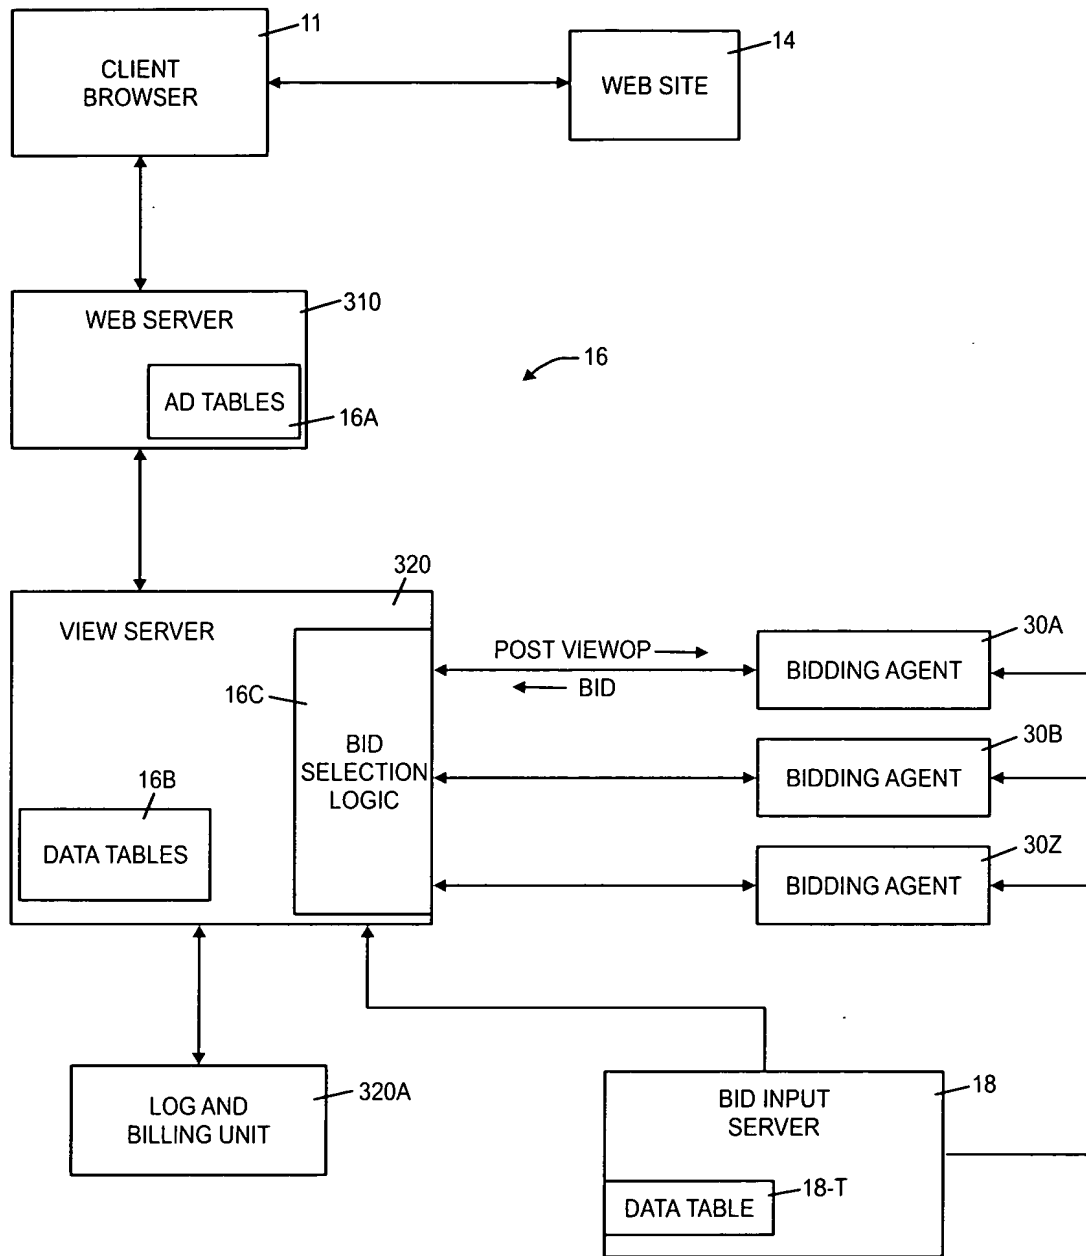 11
CLIENT
BROWSER
14
WEB SITE
310
WEB SERVER
AD TABLES
16A
16
320
VIEW SERVER
16C
BID
SELECTION
LOGIC
16B
DATA TABLES
POST VIEWOP
BID
30A
BIDDING AGENT
30B
BIDDING AGENT
30Z
BIDDING AGENT
320A
LOG AND
BILLING UNIT
18
BID INPUT
SERVER
18-T
DATA TABLE